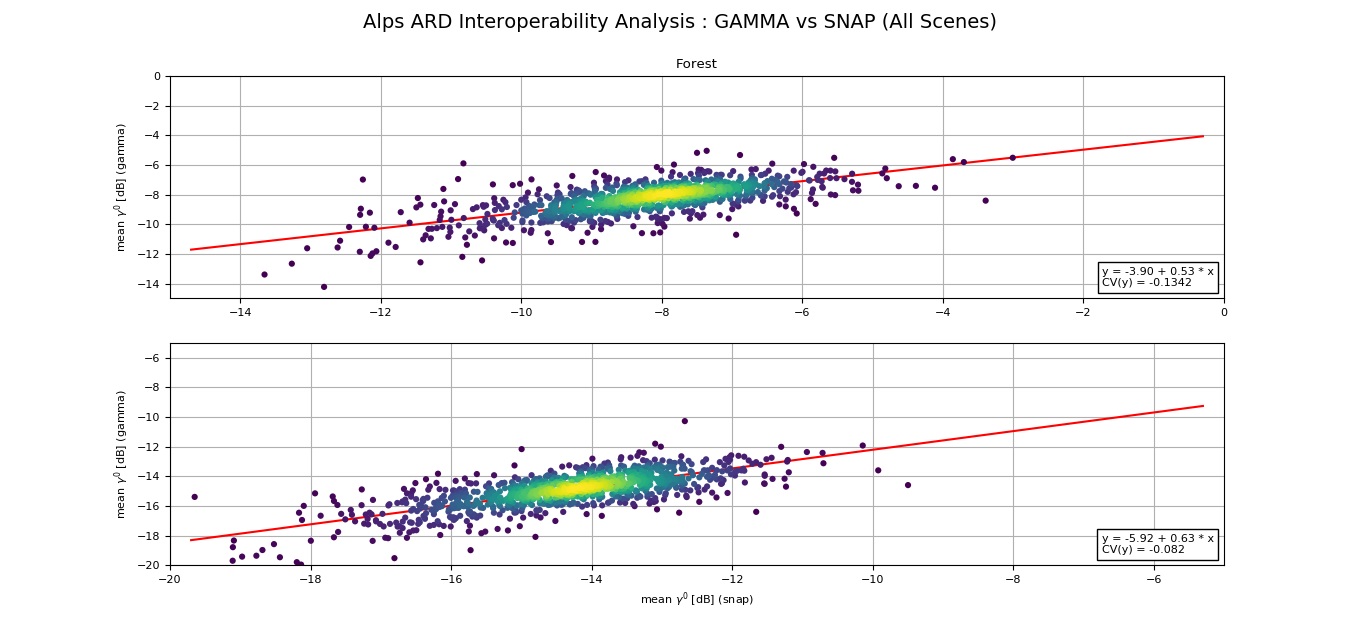 Alps ARD Interoperability Analysis : GAMMA vs SNAP (All Scenes)
Forest
mean γ⁰ [dB] (gamma)
0
−2
−4
−6
−8
−10
−12
−14
y = -3.90 + 0.53 * x
CV(y) = -0.1342
−14 −12 −10 −8 −6 −4 −2 0
mean γ⁰ [dB] (gamma)
−6
−8
−10
−12
−14
−16
−18
−20
y = -5.92 + 0.63 * x
CV(y) = -0.082
−20 −18 −16 −14 −12 −10 −8 −6
mean γ⁰ [dB] (snap)